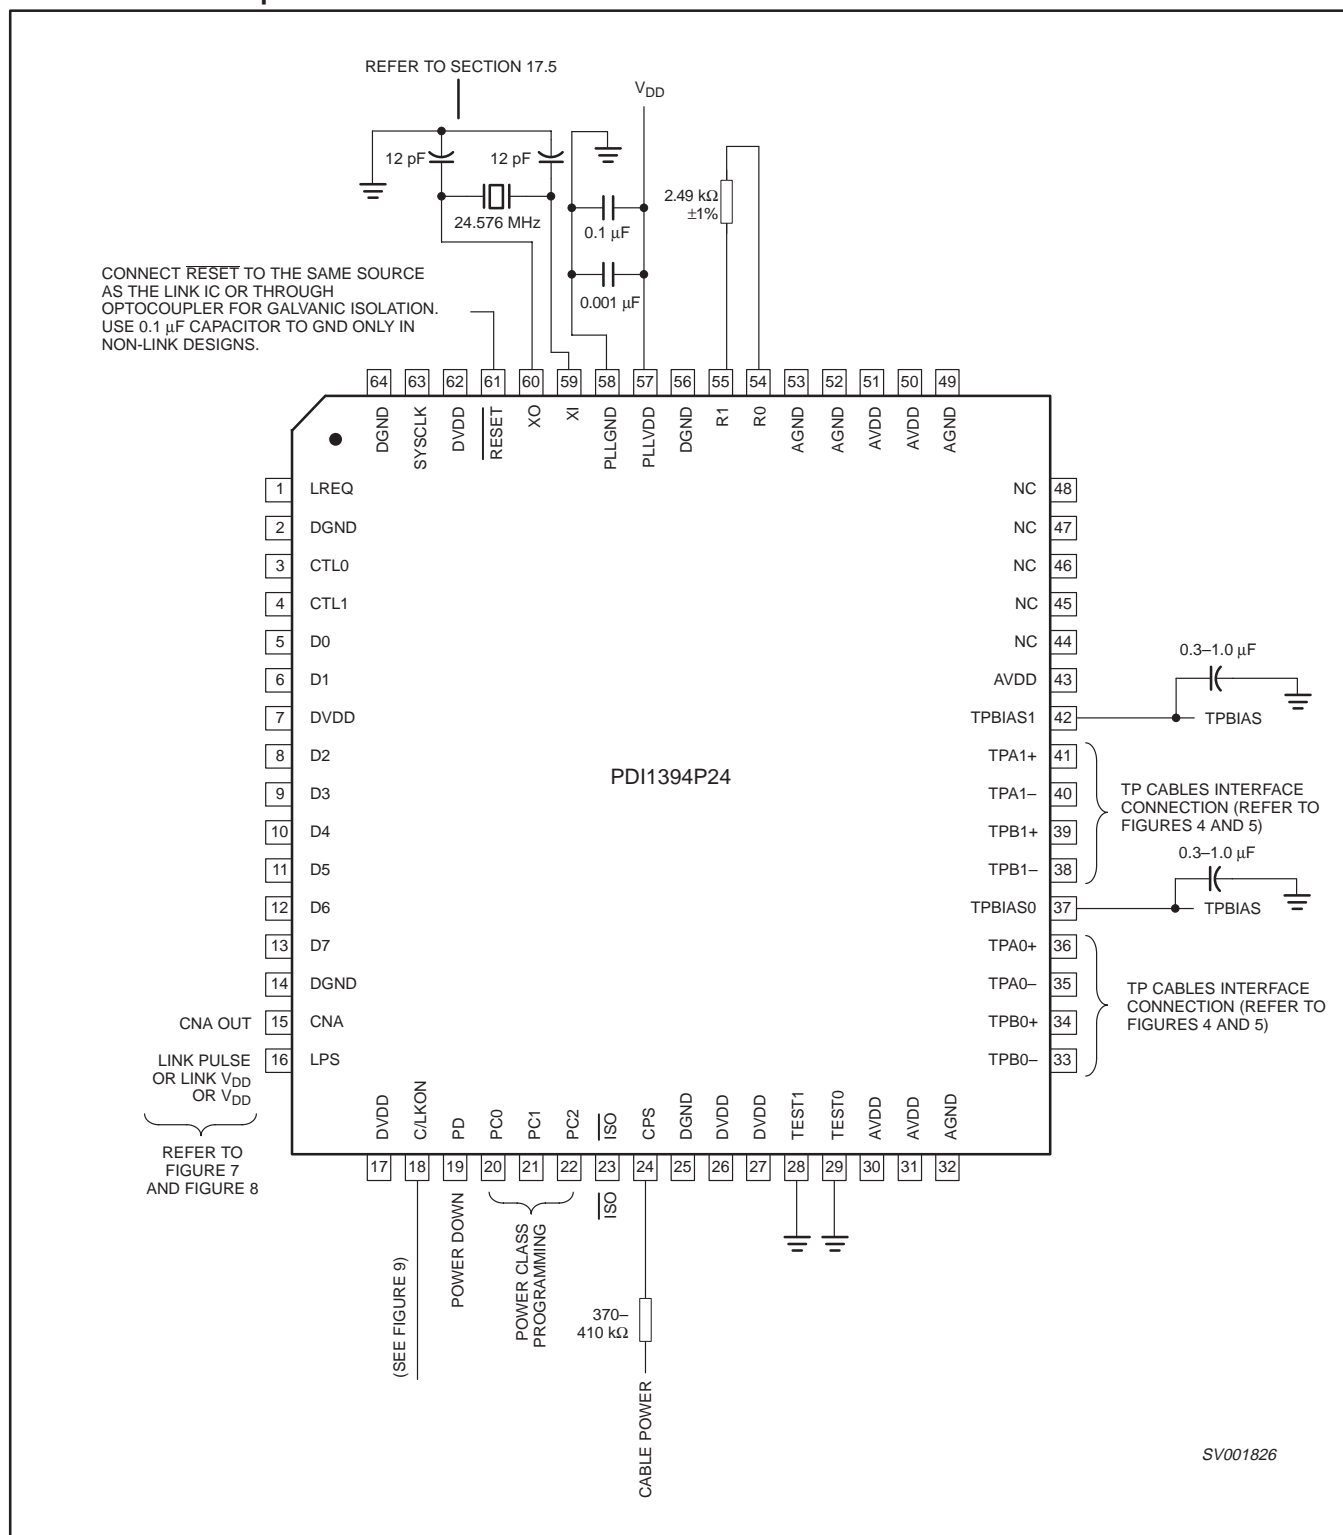 REFER TO SECTION 17.5
VDD
12 pF
12 pF
24.576 MHz
0.1 μF
0.001 μF
2.49 kΩ
±1%
CONNECT RESET TO THE SAME SOURCE
AS THE LINK IC OR THROUGH
OPTOCOUPLER FOR GALVANIC ISOLATION.
USE 0.1 μF CAPACITOR TO GND ONLY IN
NON-LINK DESIGNS.
64 63 62 61 60 59 58 57 56 55 54 53 52 51 50 49
DGND
SYSCLK
DVDD
RESET
XO
XI
PLLGND
PLLVDD
DGND
R1
R0
AGND
AGND
AVDD
AVDD
AGND
1 LREQ
2 DGND
3 CTL0
4 CTL1
5 D0
6 D1
7 DVDD
8 D2
9 D3
10 D4
11 D5
12 D6
13 D7
14 DGND
CNA OUT 15 CNA
16 LPS
LINK PULSE
OR LINK VDD
OR VDD
REFER TO
FIGURE 7
AND FIGURE 8
PDI1394P24
NC 48
NC 47
NC 46
NC 45
NC 44
AVDD 43
TPBIAS1 42
TPA1+ 41
TPA1– 40
TPB1+ 39
TPB1– 38
TPBIAS0 37
TPA0+ 36
TPA0– 35
TPB0+ 34
TPB0– 33
0.3–1.0 μF
TPBIAS
TP CABLES INTERFACE
CONNECTION (REFER TO
FIGURES 4 AND 5)
0.3–1.0 μF
TPBIAS
TP CABLES INTERFACE
CONNECTION (REFER TO
FIGURES 4 AND 5)
DVDD
C/LKON
PD
PC0
PC1
PC2
ISO
CPS
DGND
DVDD
DVDD
TEST1
TEST0
AVDD
AVDD
AGND
17 18 19 20 21 22 23 24 25 26 27 28 29 30 31 32
(SEE FIGURE 9)
POWER DOWN
POWER CLASS
PROGRAMMING
ISO
370–
410 kΩ
CABLE POWER
SV001826